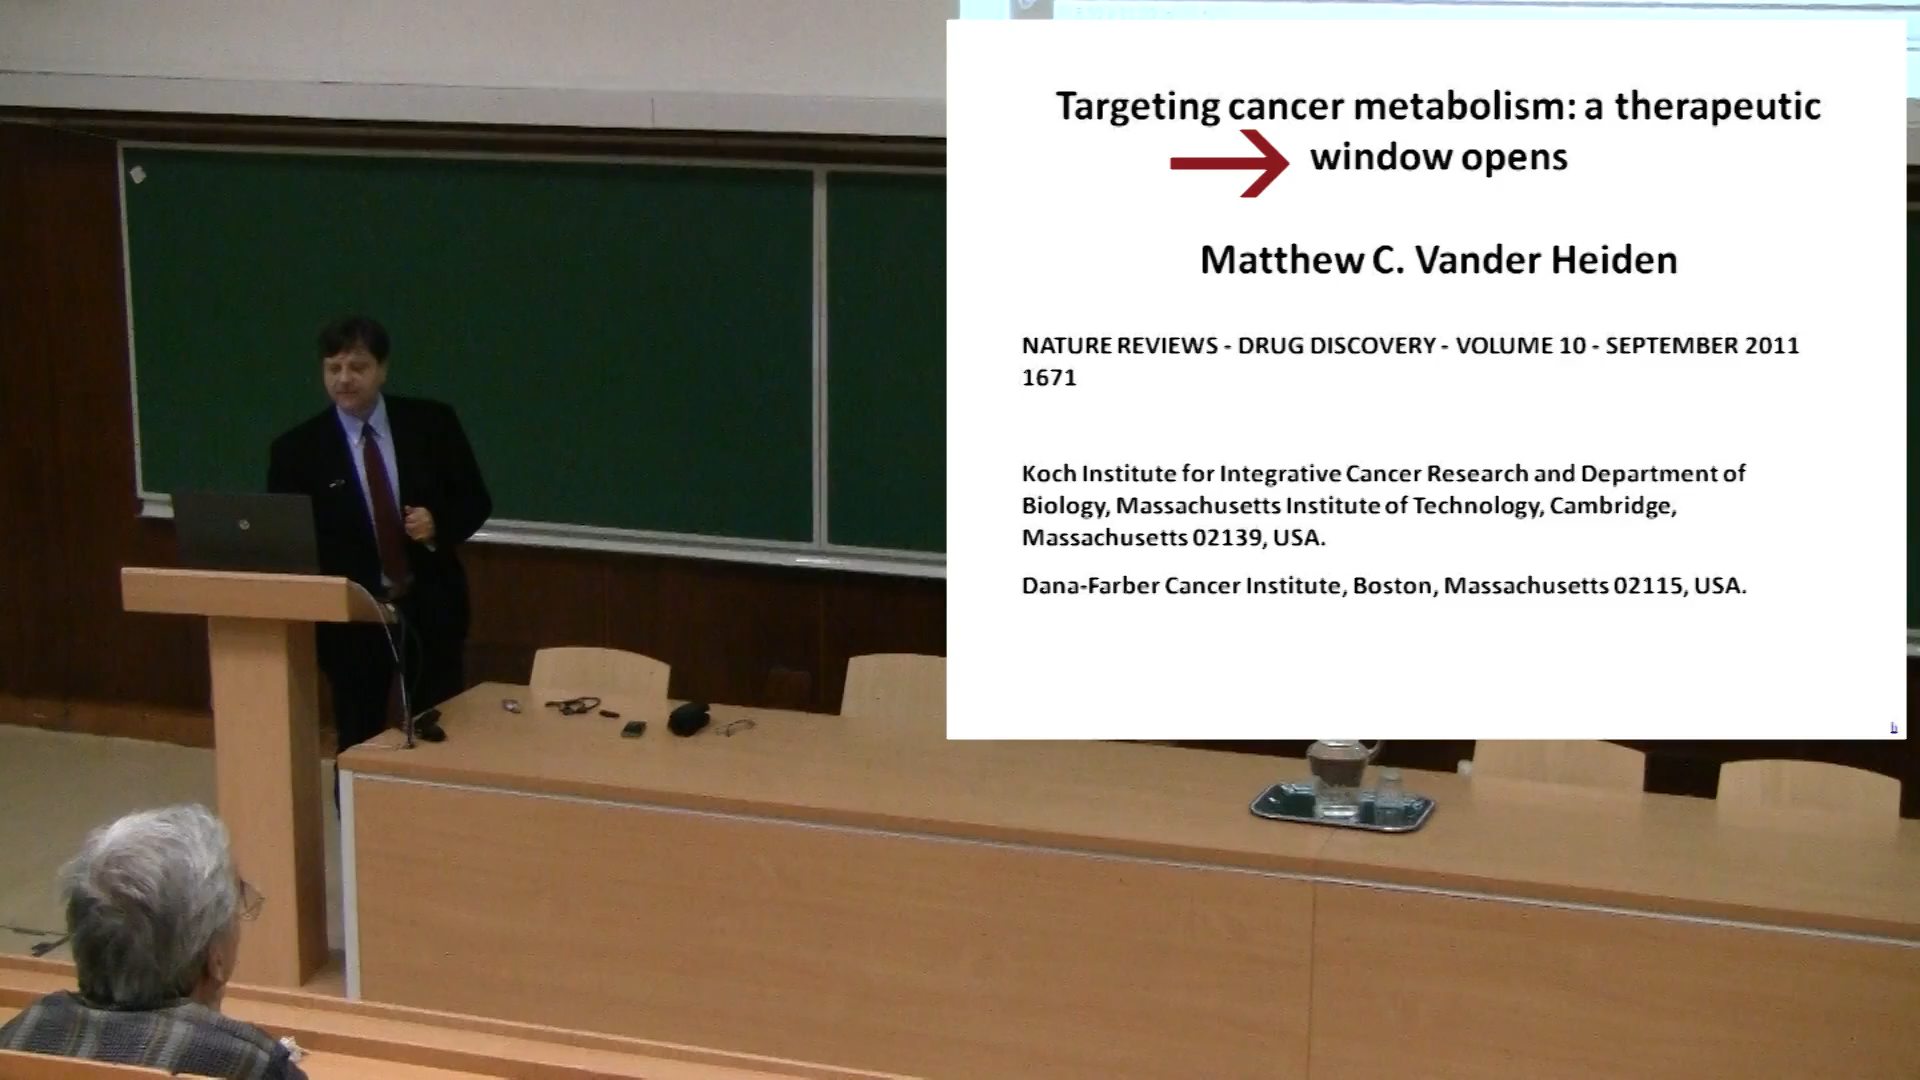 Targeting cancer metabolism: a therapeutic
window opens
Matthew C. Vander Heiden
NATURE REVIEWS - DRUG DISCOVERY - VOLUME 10 - SEPTEMBER 2011
1671
Koch Institute for Integrative Cancer Research and Department of
Biology, Massachusetts Institute of Technology, Cambridge,
Massachusetts 02139, USA.
Dana-Farber Cancer Institute, Boston, Massachusetts 02115, USA.